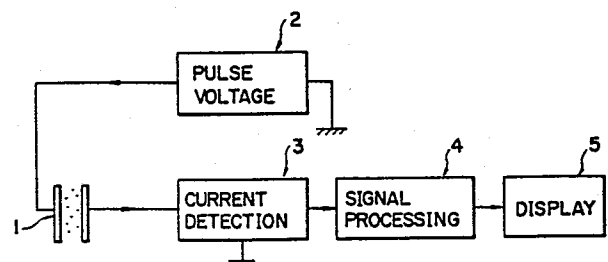 2
PULSE
VOLTAGE
3
4
5
1
CURRENT
DETECTION
SIGNAL
PROCESSING
DISPLAY